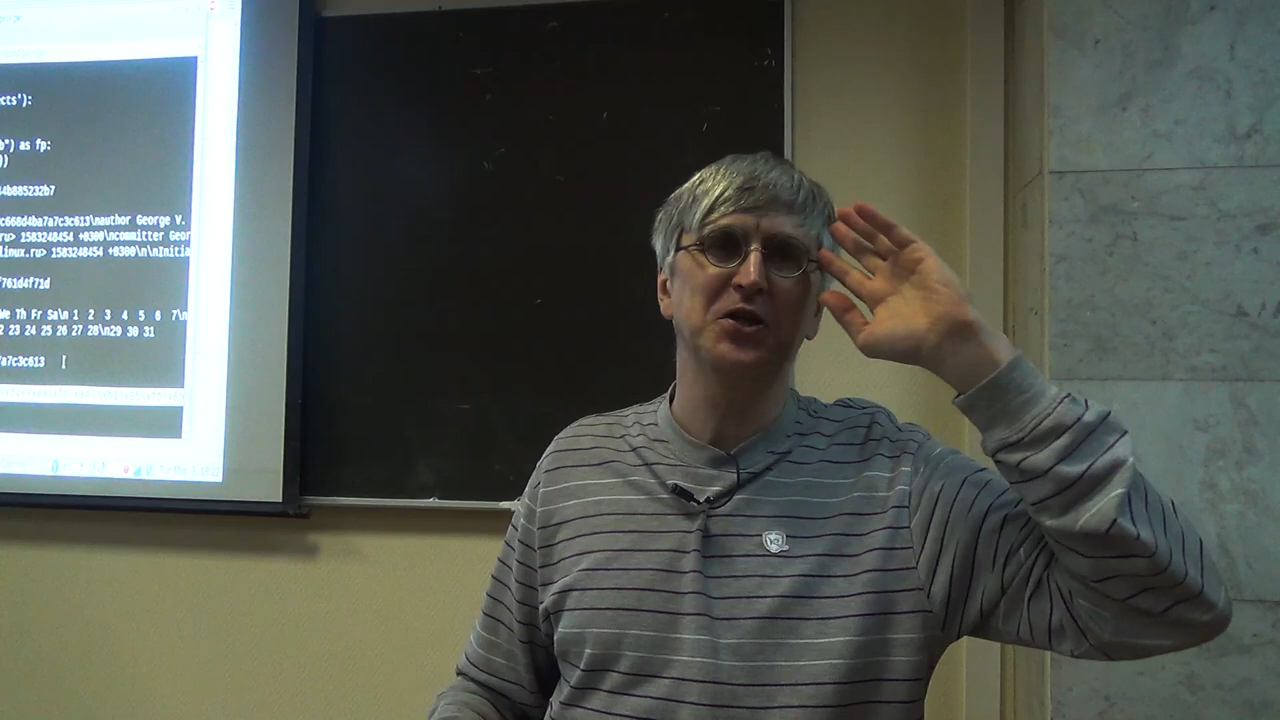 cts'):
b") as fp:
))
4b885232b7
c668d4ba7a7c3c613\nauthor George V.
ru> 1583248454 +0300\ncommitter Geor
linux.ru> 1583248454 +0300\n\nInitia
f761d4f71d
We Th Fr Sa\n 1 2 3 4 5 6 7\n
2 23 24 25 26 27 28\n29 30 31
7a7c3c613